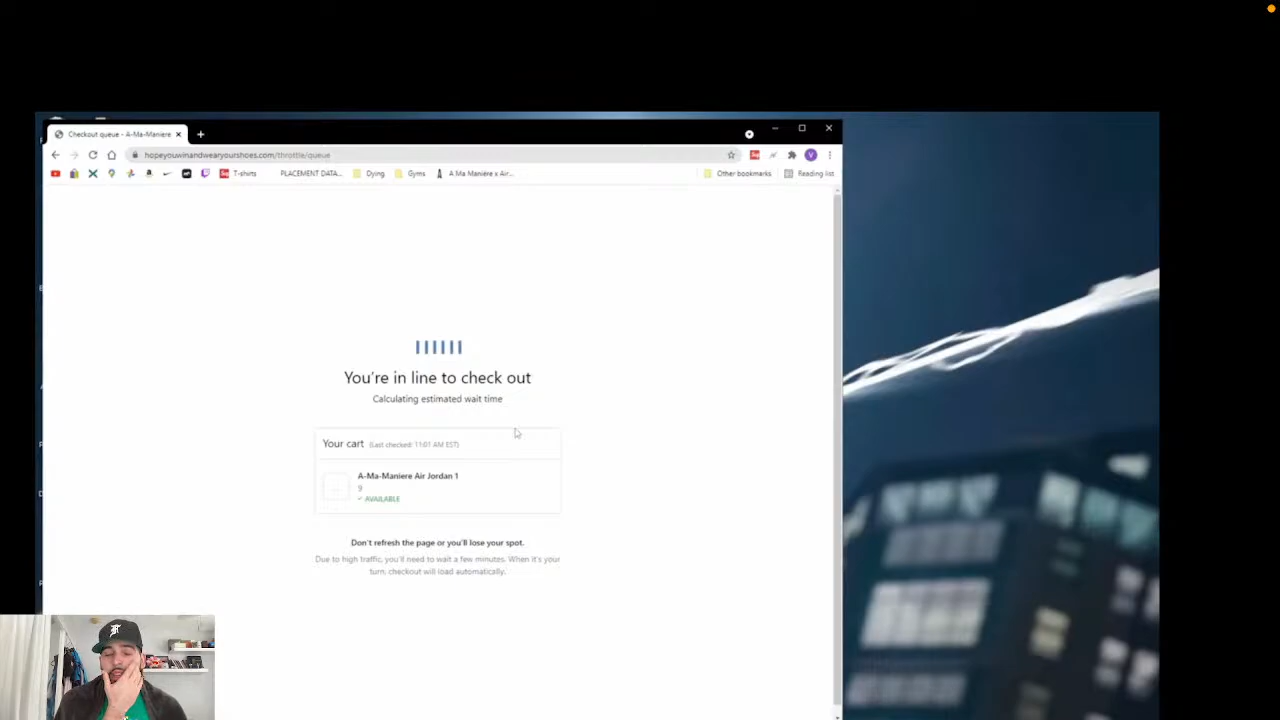 Checkout queue - A-Ma-Maniere
hopeyouwinandwearyourshoes.com/throttle/queue
T-shirts
PLACEMENT DATA...
Dying
Gyms
A Ma Maniere x Air...
Other bookmarks
Reading list
You're in line to check out
Calculating estimated wait time
Your cart (Last checked: 11:01 AM EST)
A-Ma-Maniere Air Jordan 1
9
✓ AVAILABLE
Don't refresh the page or you'll lose your spot.
Due to high traffic, you'll need to wait a few minutes. When it's your
turn, checkout will load automatically.